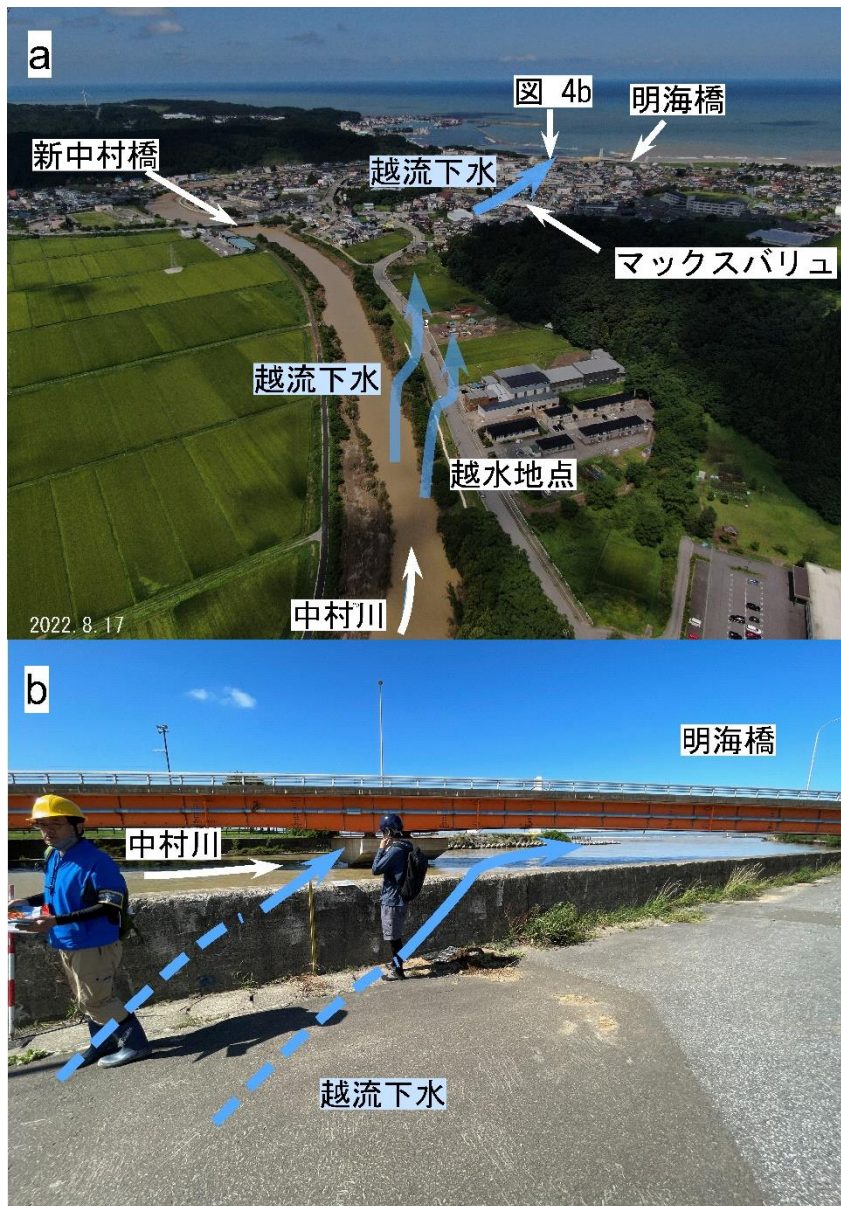 a
図 4b
明海橋
新中村橋
越流下水
マックスバリュ
越流下水
越水地点
中村川
2022.8.17
b
明海橋
中村川
越流下水